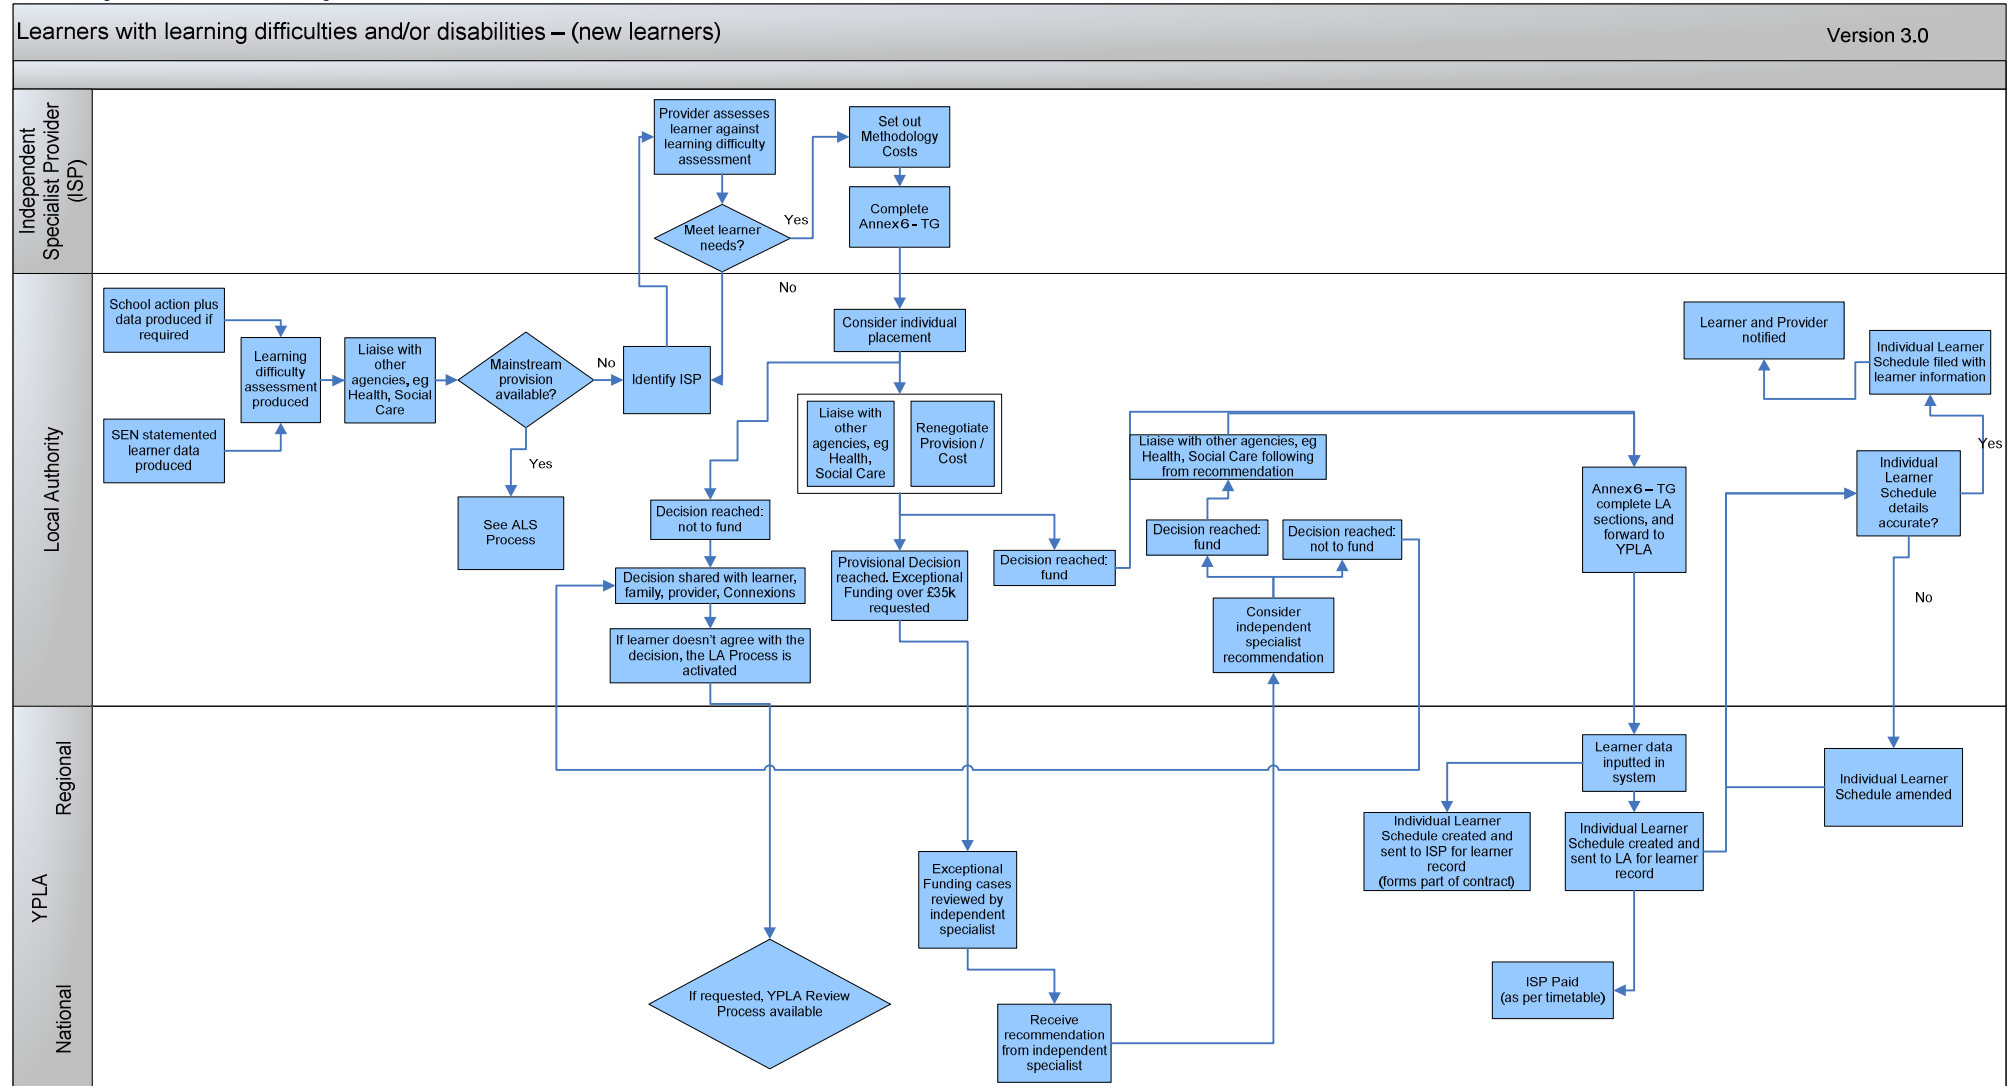 Learners with learning difficulties and/or disabilities – (new learners)
Version 3.0
Independent
Specialist Provider
(ISP)
Provider assesses
learner against
learning difficulty
assessment
Meet learner
needs?
Yes
No
Set out
Methodology
Costs
Complete
Annex6 – TG
Local Authority
School action plus
data produced if
required
SEN statemented
learner data
produced
Learning
difficulty
assessment
produced
Liaise with
other
agencies, eg
Health, Social
Care
Mainstream
provision
available?
No
Yes
See ALS
Process
Identify ISP
Consider individual
placement
Liaise with
other
agencies, eg
Health,
Social Care
Renegotiate
Provision /
Cost
Decision reached:
not to fund
Decision shared with learner,
family, provider, Connexions
If learner doesn't agree with the
decision, the LA Process is
activated
Provisional Decision
reached. Exceptional
Funding over £35k
requested
Decision reached:
fund
Liaise with other agencies, eg
Health, Social Care following
from recommendation
Decision reached:
fund
Decision reached:
not to fund
Consider
independent
specialist
recommendation
Annex6 – TG
complete LA
sections, and
forward to
YPLA
Learner and Provider
notified
Individual Learner
Schedule filed with
learner information
Individual
Learner
Schedule
details
accurate?
Yes
No
YPLA
Regional
National
Learner data
inputted in
system
Individual Learner
Schedule created and
sent to ISP for learner
record
(forms part of contract)
Individual Learner
Schedule created and
sent to LA for learner
record
Individual Learner
Schedule amended
Exceptional
Funding cases
reviewed by
independent
specialist
If requested, YPLA Review
Process available
Receive
recommendation
from independent
specialist
ISP Paid
(as per timetable)